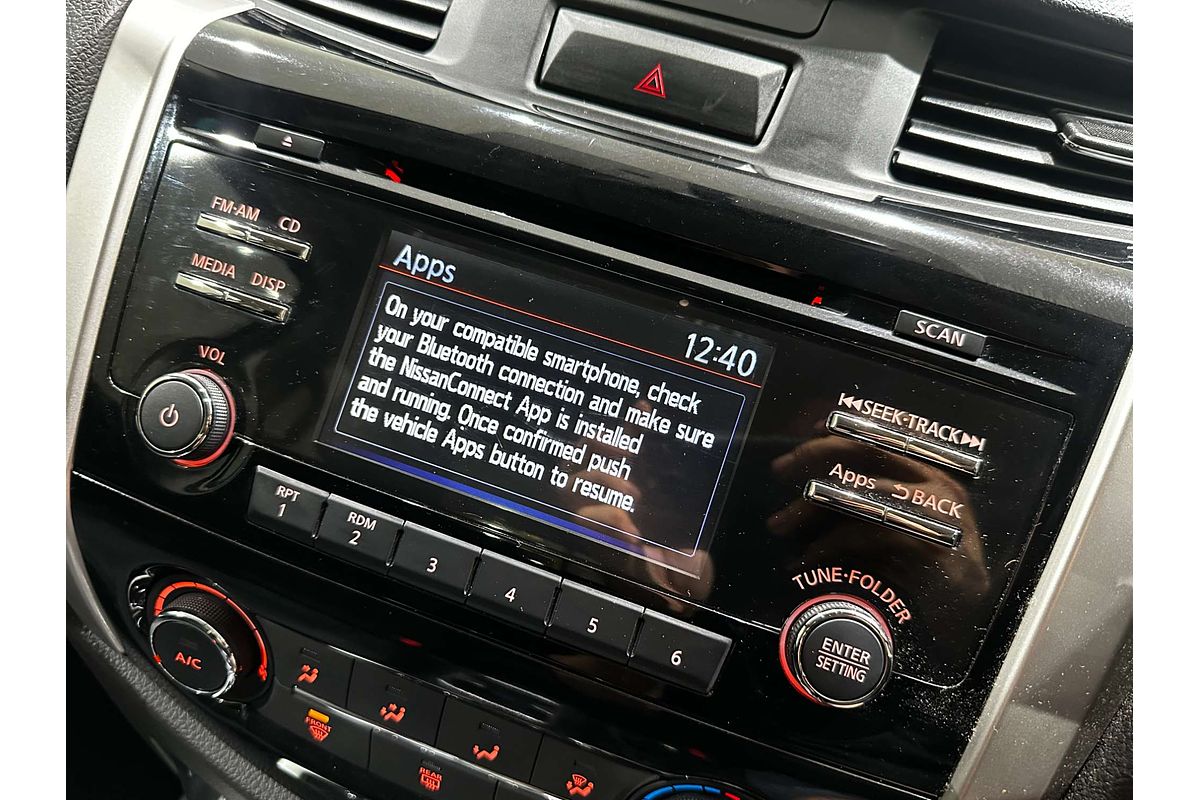 FM·AM CD
MEDIA DISP
VOL
Apps
12:40
On your compatible smartphone, check
your Bluetooth connection and make sure
the NissanConnect App is installed
and running. Once confirmed push
the vehicle Apps button to resume.
SCAN
SEEK·TRACK
Apps BACK
TUNE·FOLDER
ENTER
SETTING
RPT
1
RDM
2
3
4
5
6
A/C
FRONT
REAR